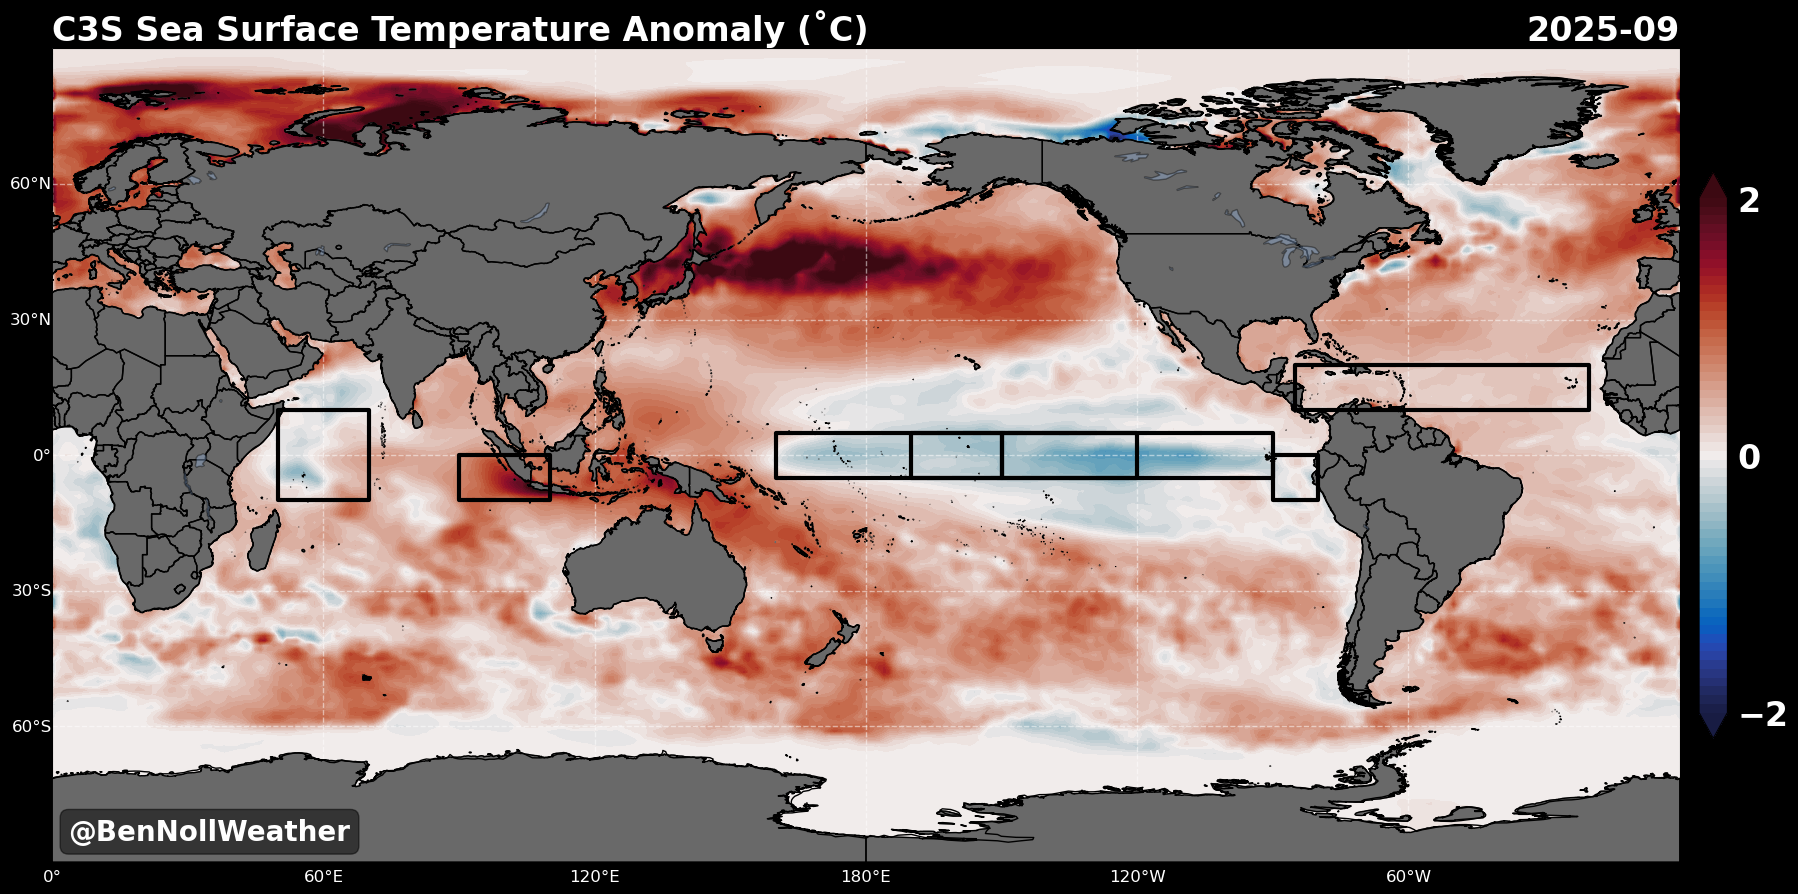 C3S Sea Surface Temperature Anomaly (˚C)
2025-09
60°N
30°N
0°
30°S
60°S
0°
60°E
120°E
180°E
120°W
60°W
2
0
−2
@BenNollWeather